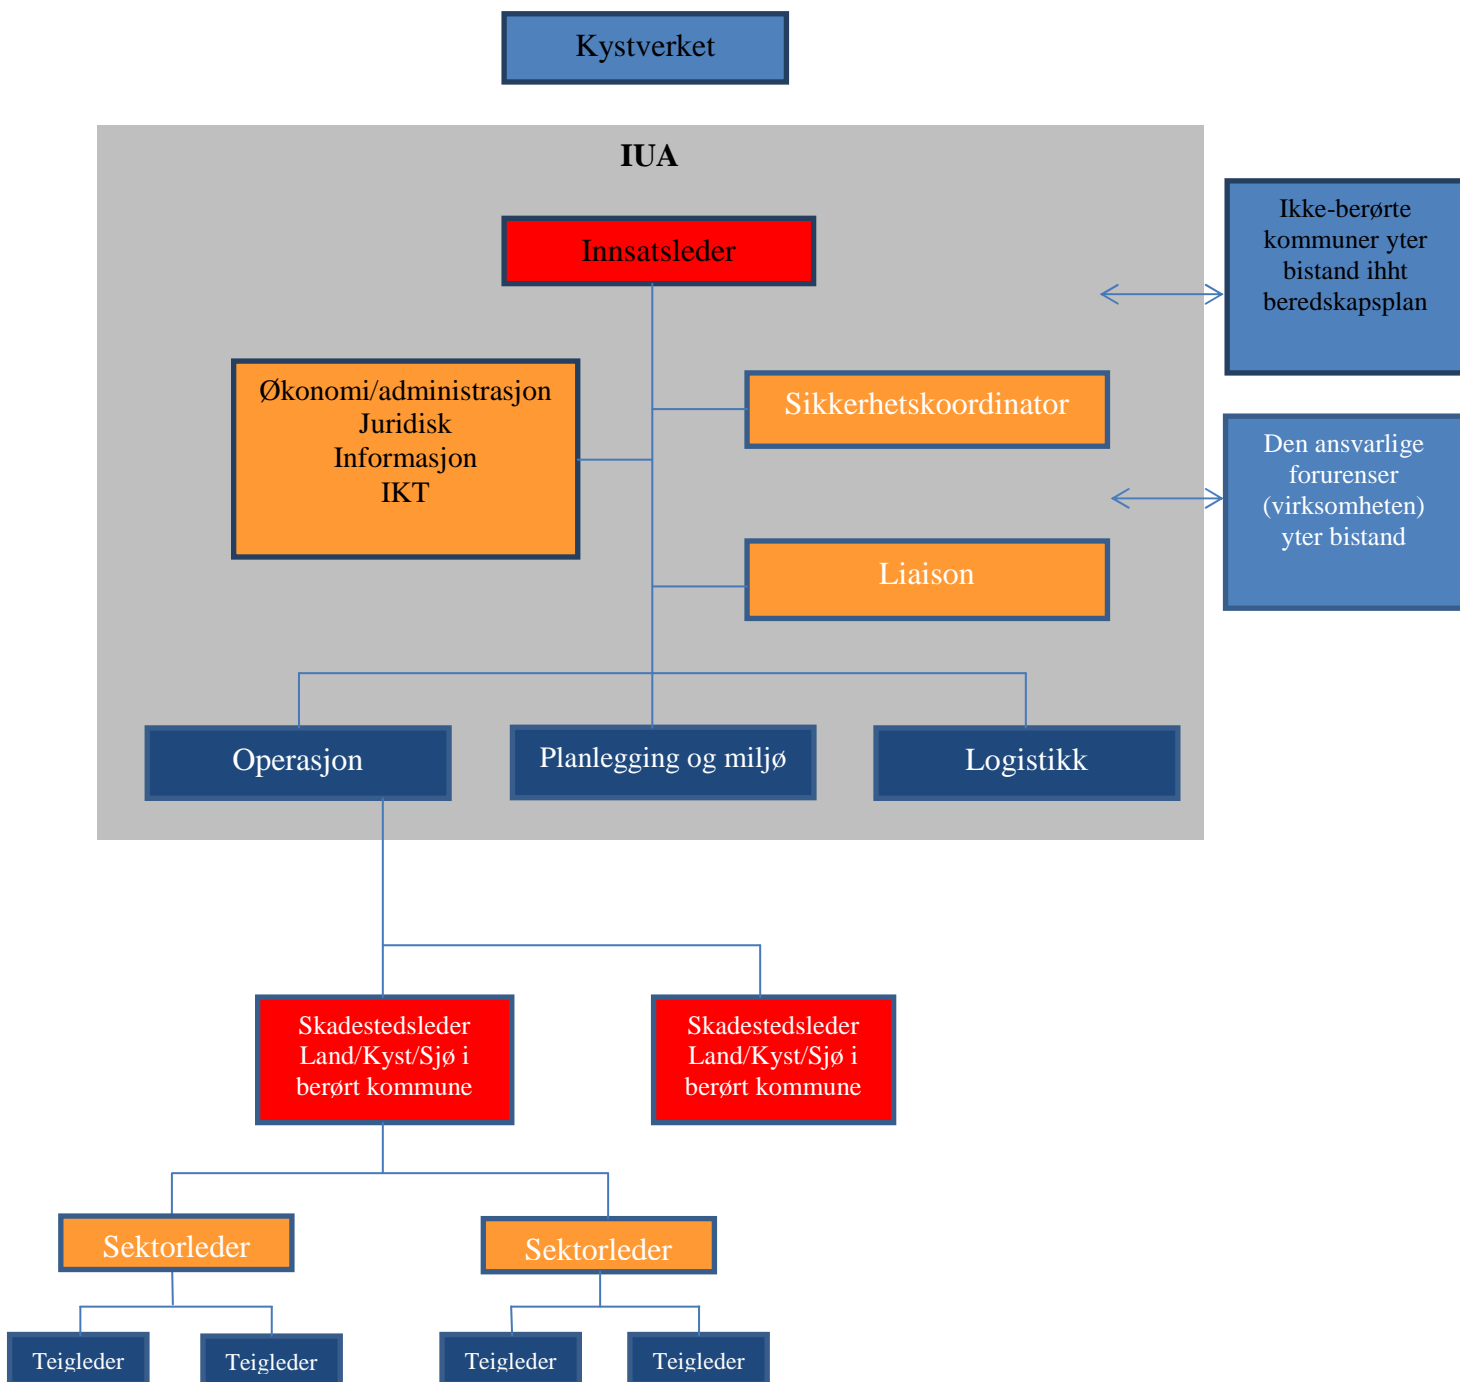 Kystverket
IUA
Innsatsleder
Ikke-berørte
kommuner yter
bistand ihht
beredskapsplan
Økonomi/administrasjon
Juridisk
Informasjon
IKT
Sikkerhetskoordinator
Den ansvarlige
forurenser
(virksomheten)
yter bistand
Liaison
Operasjon
Planlegging og miljø
Logistikk
Skadestedsleder
Land/Kyst/Sjø i
berørt kommune
Skadestedsleder
Land/Kyst/Sjø i
berørt kommune
Sektorleder
Sektorleder
Teigleder
Teigleder
Teigleder
Teigleder